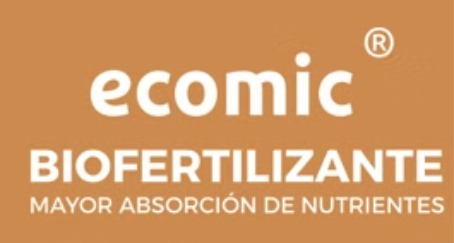 ecomic ®
BIOFERTILIZANTE
MAYOR ABSORCIÓN DE NUTRIENTES